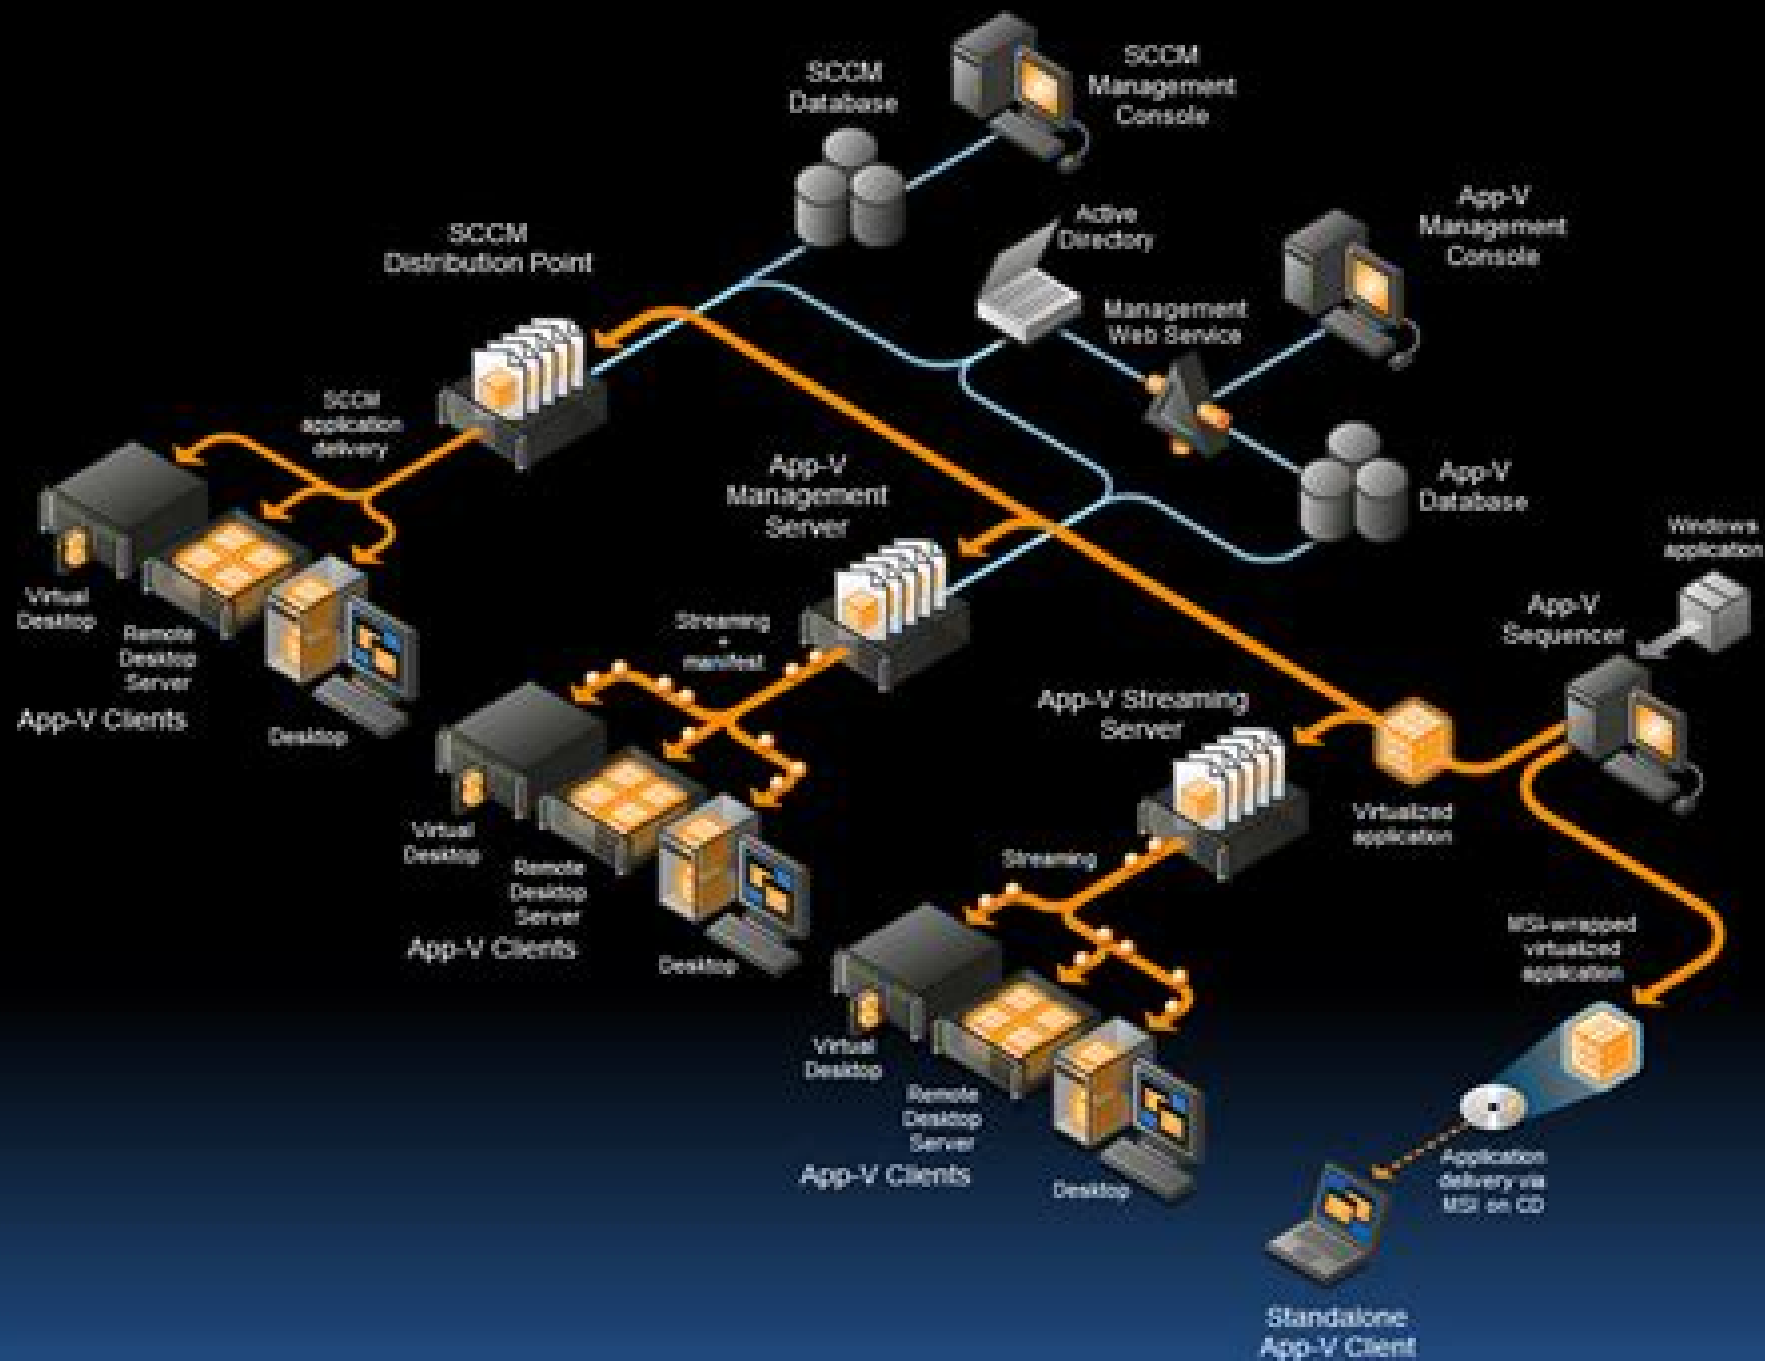 SCCM
Database
SCCM
Management
Console
SCCM
Distribution Point
Active
Directory
App-V
Management
Console
Management
Web Service
SCCM
application
delivery
App-V
Management
Server
App-V
Database
Windows
application
App-V
Sequencer
Virtual
Desktop
Remote
Desktop
Server
App-V Clients
Desktop
Streaming
+
manifest
App-V Streaming
Server
Virtualized
application
Virtual
Desktop
Remote
Desktop
Server
App-V Clients
Desktop
Streaming
MSI-wrapped
virtualized
application
Virtual
Desktop
Remote
Desktop
Server
App-V Clients
Desktop
Application
delivery via
MSI on CD
Standalone
App-V Client